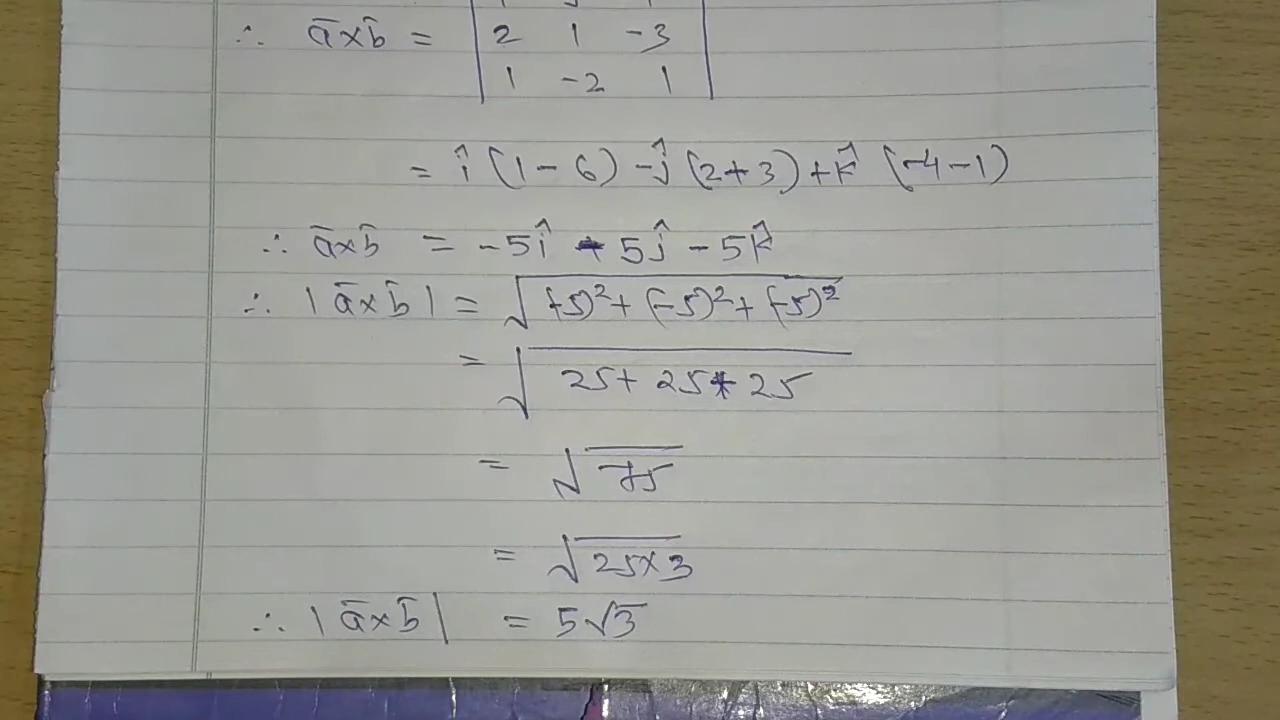 ∴ a̅×b̅ = | 2 1 -3 |
| 1 -2 1 |
= î (1-6) -ĵ (2+3) +k̂ (-4-1)
∴ a̅×b̅ = -5î - 5ĵ - 5k̂
∴ |a̅×b̅| = √(-5)²+(-5)²+(-5)²
= √25+25+25
= √75
= √25×3
∴ |a̅×b̅| = 5√3